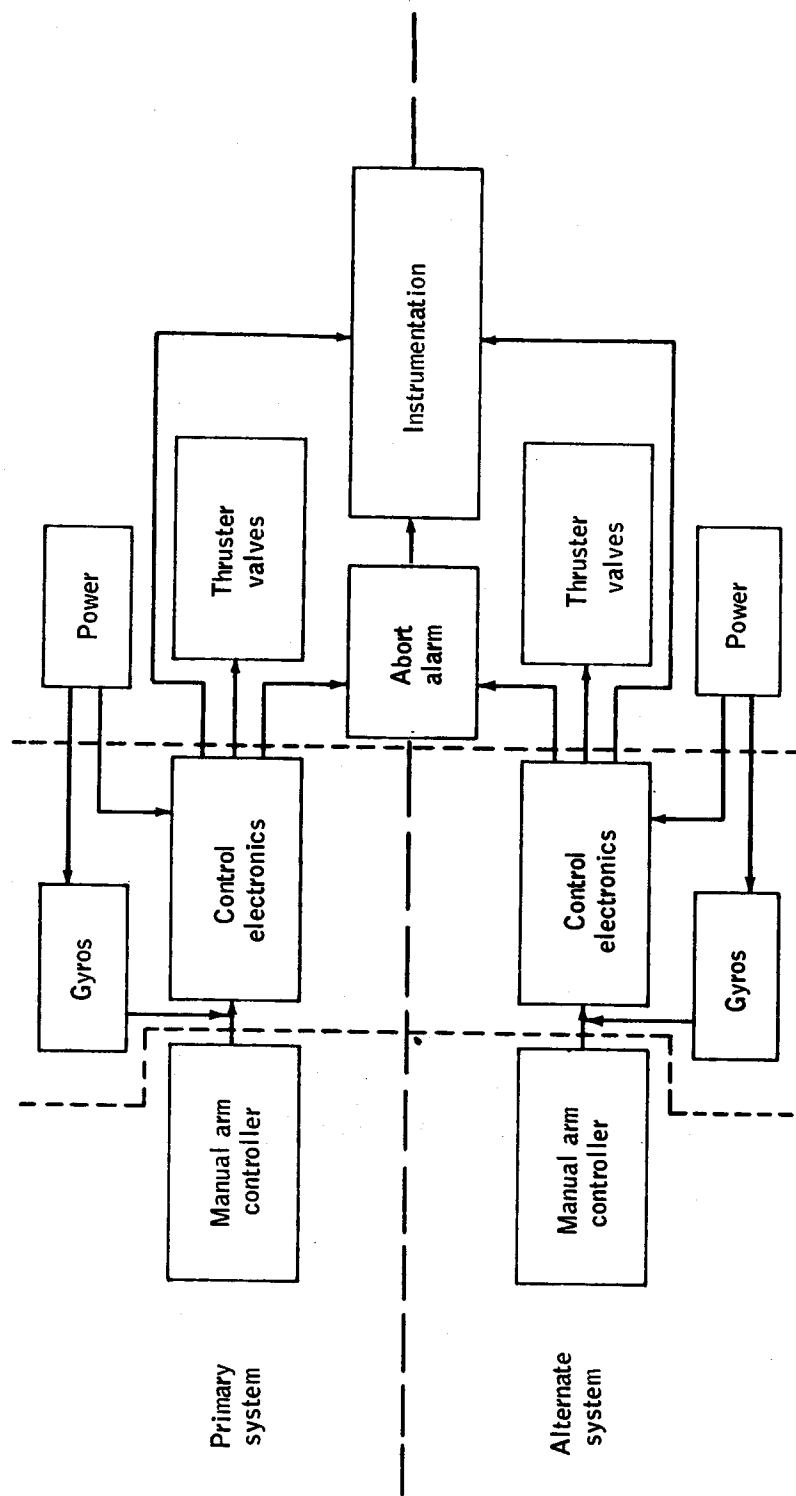 Primary
system
Manual arm
controller
Gyros
Control
electronics
Power
Thruster
valves
Abort
alarm
Instrumentation
Alternate
system
Manual arm
controller
Control
electronics
Gyros
Thruster
valves
Power